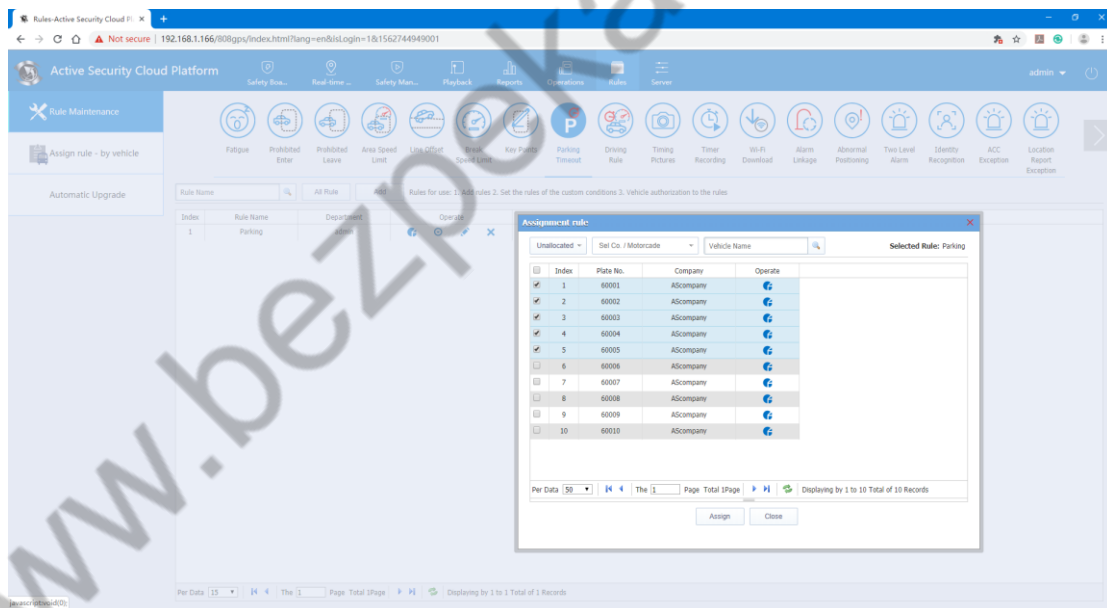 Rules-Active Security Cloud Pl
Not secure | 192.168.1.166/808gps/index.html?lang=en&isLogin=1&1562744949001
Active Security Cloud Platform
Safety Boa... Real-time ... Safety Man... Playback Reports Operations Rules Server
admin
Rule Maintenance
Assign rule - by vehicle
Automatic Upgrade
Fatigue
Prohibited Enter
Prohibited Leave
Area Speed Limit
Line Offset
Break Speed Limit
Key Points
Parking Timeout
Driving Rule
Timing Pictures
Timer Recording
Wi-Fi Download
Alarm Linkage
Abnormal Positioning
Two Level Alarm
Identity Recognition
ACC Exception
Location Report Exception
Rule Name All Rule Add Rules for use: 1. Add rules 2. Set the rules of the custom conditions 3. Vehicle authorization to the rules
Index Rule Name Department Operate
1 Parking admin
Assignment rule
Unallocated Sel Co. / Motorcade Vehicle Name Selected Rule: Parking
Index Plate No. Company Operate
1 60001 AScompany
2 60002 AScompany
3 60003 AScompany
4 60004 AScompany
5 60005 AScompany
6 60006 AScompany
7 60007 AScompany
8 60008 AScompany
9 60009 AScompany
10 60010 AScompany
Per Data 50 The 1 Page Total 1Page Displaying by 1 to 10 Total of 10 Records
Assign Close
Per Data 15 The 1 Page Total 1Page Displaying by 1 to 1 Total of 1 Records
javascript:void(0);
www.bezpeka